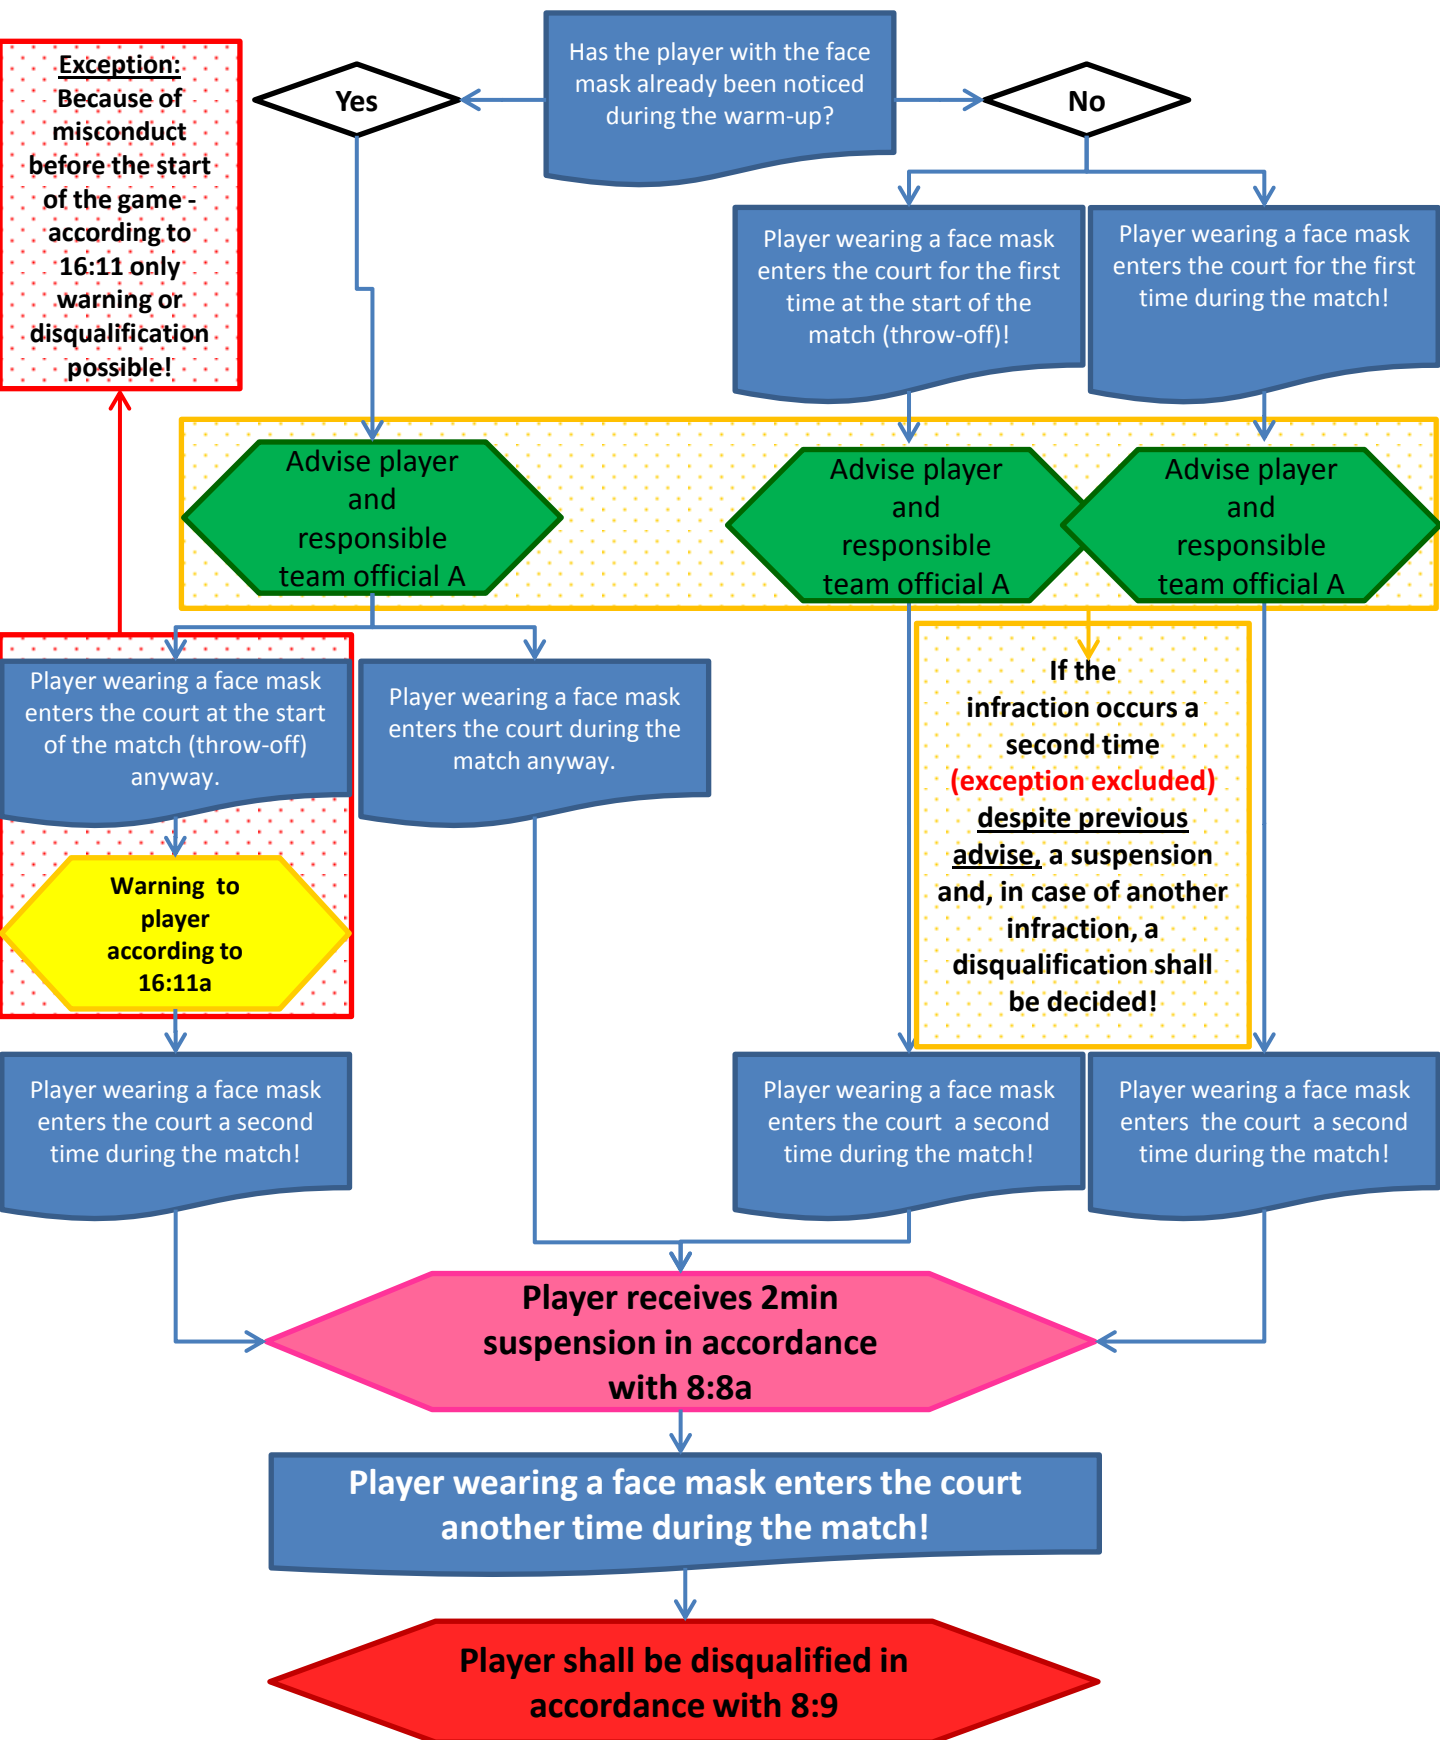 Has the player with the face
mask already been noticed
during the warm-up?
Exception:
Because of
misconduct
before the start
of the game -
according to
16:11 only
warning or
disqualification
possible!
Yes
No
Player wearing a face mask
enters the court for the first
time at the start of the
match (throw-off)!
Player wearing a face mask
enters the court for the first
time during the match!
Advise player
and
responsible
team official A
Advise player
and
responsible
team official A
Advise player
and
responsible
team official A
Player wearing a face mask
enters the court at the start
of the match (throw-off)
anyway.
Player wearing a face mask
enters the court during the
match anyway.
If the
infraction occurs a
second time
(exception excluded)
despite previous
advise, a suspension
and, in case of another
infraction, a
disqualification shall
be decided!
Warning to
player
according to
16:11a
Player wearing a face mask
enters the court a second
time during the match!
Player wearing a face mask
enters the court a second
time during the match!
Player wearing a face mask
enters the court a second
time during the match!
Player receives 2min
suspension in accordance
with 8:8a
Player wearing a face mask enters the court
another time during the match!
Player shall be disqualified in
accordance with 8:9